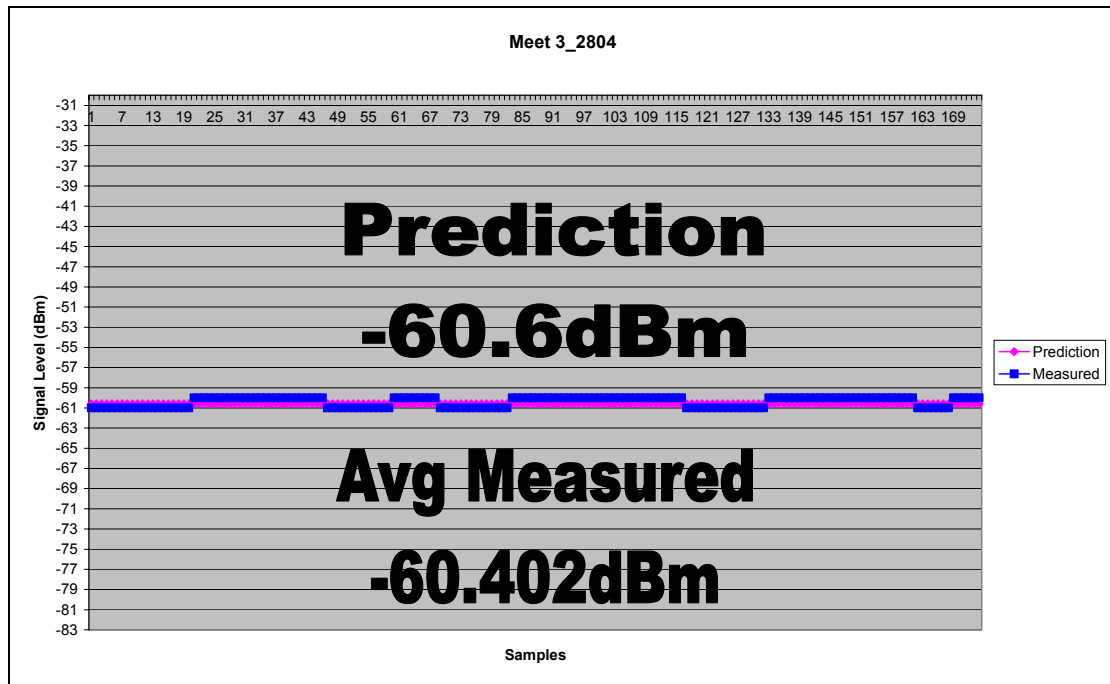 Meet 3_2804
Signal Level (dBm)
-31
1 7 13 19 25 31 37 43 49 55 61 67 73 79 85 91 97 103 109 115 121 127 133 139 145 151 157 163 169
-33
-35
-37
-39
-41
-43
-45
-47
-49
-51
-53
-55
-57
-59
-61
-63
-65
-67
-69
-71
-73
-75
-77
-79
-81
-83
Prediction
-60.6dBm
Avg Measured
-60.402dBm
Prediction
Measured
Samples